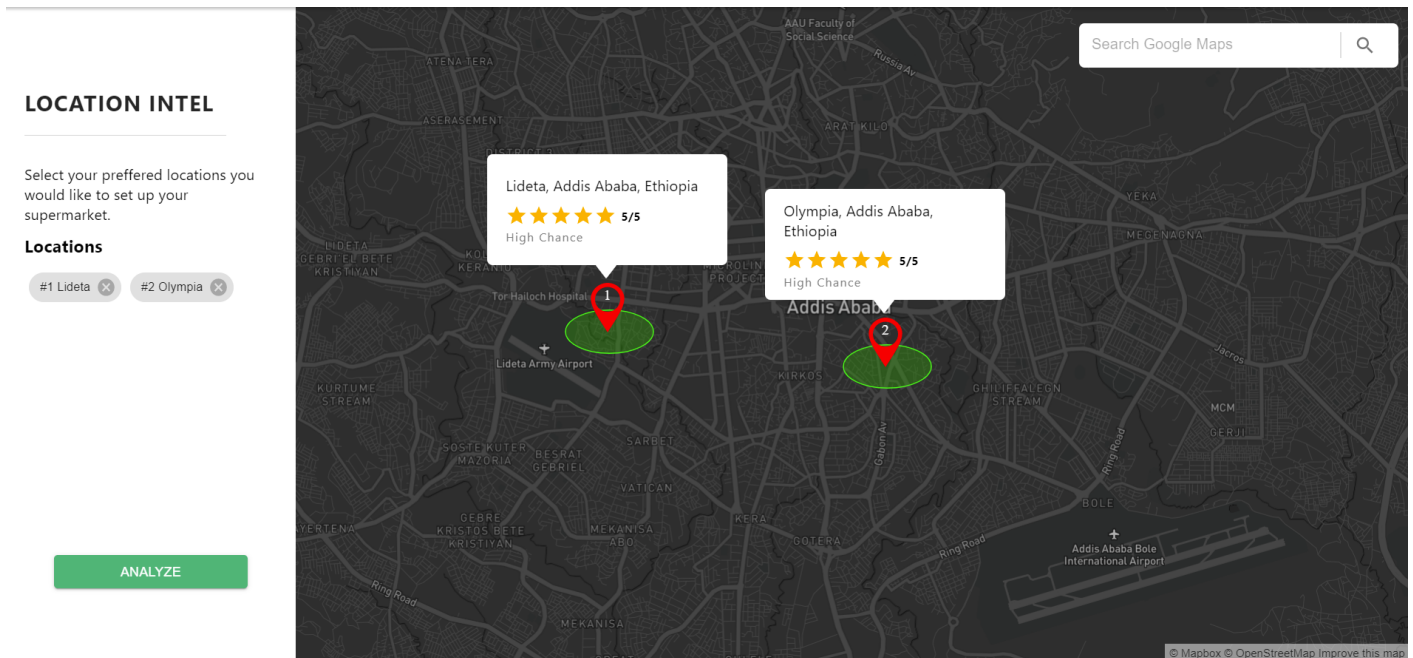 LOCATION INTEL
Select your preffered locations you
would like to set up your
supermarket.
Locations
#1 Lideta
#2 Olympia
ANALYZE
Search Google Maps
AAU Faculty of
Social Science
Russia Av
ATENA TERA
ASERASEMENT
ARAT KILO
DISTRICT 3
Lideta, Addis Ababa, Ethiopia
5/5
High Chance
Olympia, Addis Ababa,
Ethiopia
5/5
High Chance
YEKA
MEGENAGNA
LIDETA
GEBRI EL BETE
KRISTIYAN
KERANIO
PROJECT
Tor Hailoch Hospital
1
Addis Ababa
2
Lideta Army Airport
KIRKOS
Jacros
KURTUME
STREAM
GHILIFFALEGN
STREAM
MCM
GERJI
SOSTE KUTER
MAZORIA
BESRAT
GEBRIEL
SARBET
Gabon Av
Ring Road
VATICAN
BOLE
AYERTENA
GEBRE
KRISTOS BETE
KRISTIYAN
MEKANISA
ABO
KERA
GOTERA
Ring Road
Addis Ababa Bole
International Airport
Ring Road
MEKANISA
© Mapbox © OpenStreetMap Improve this map